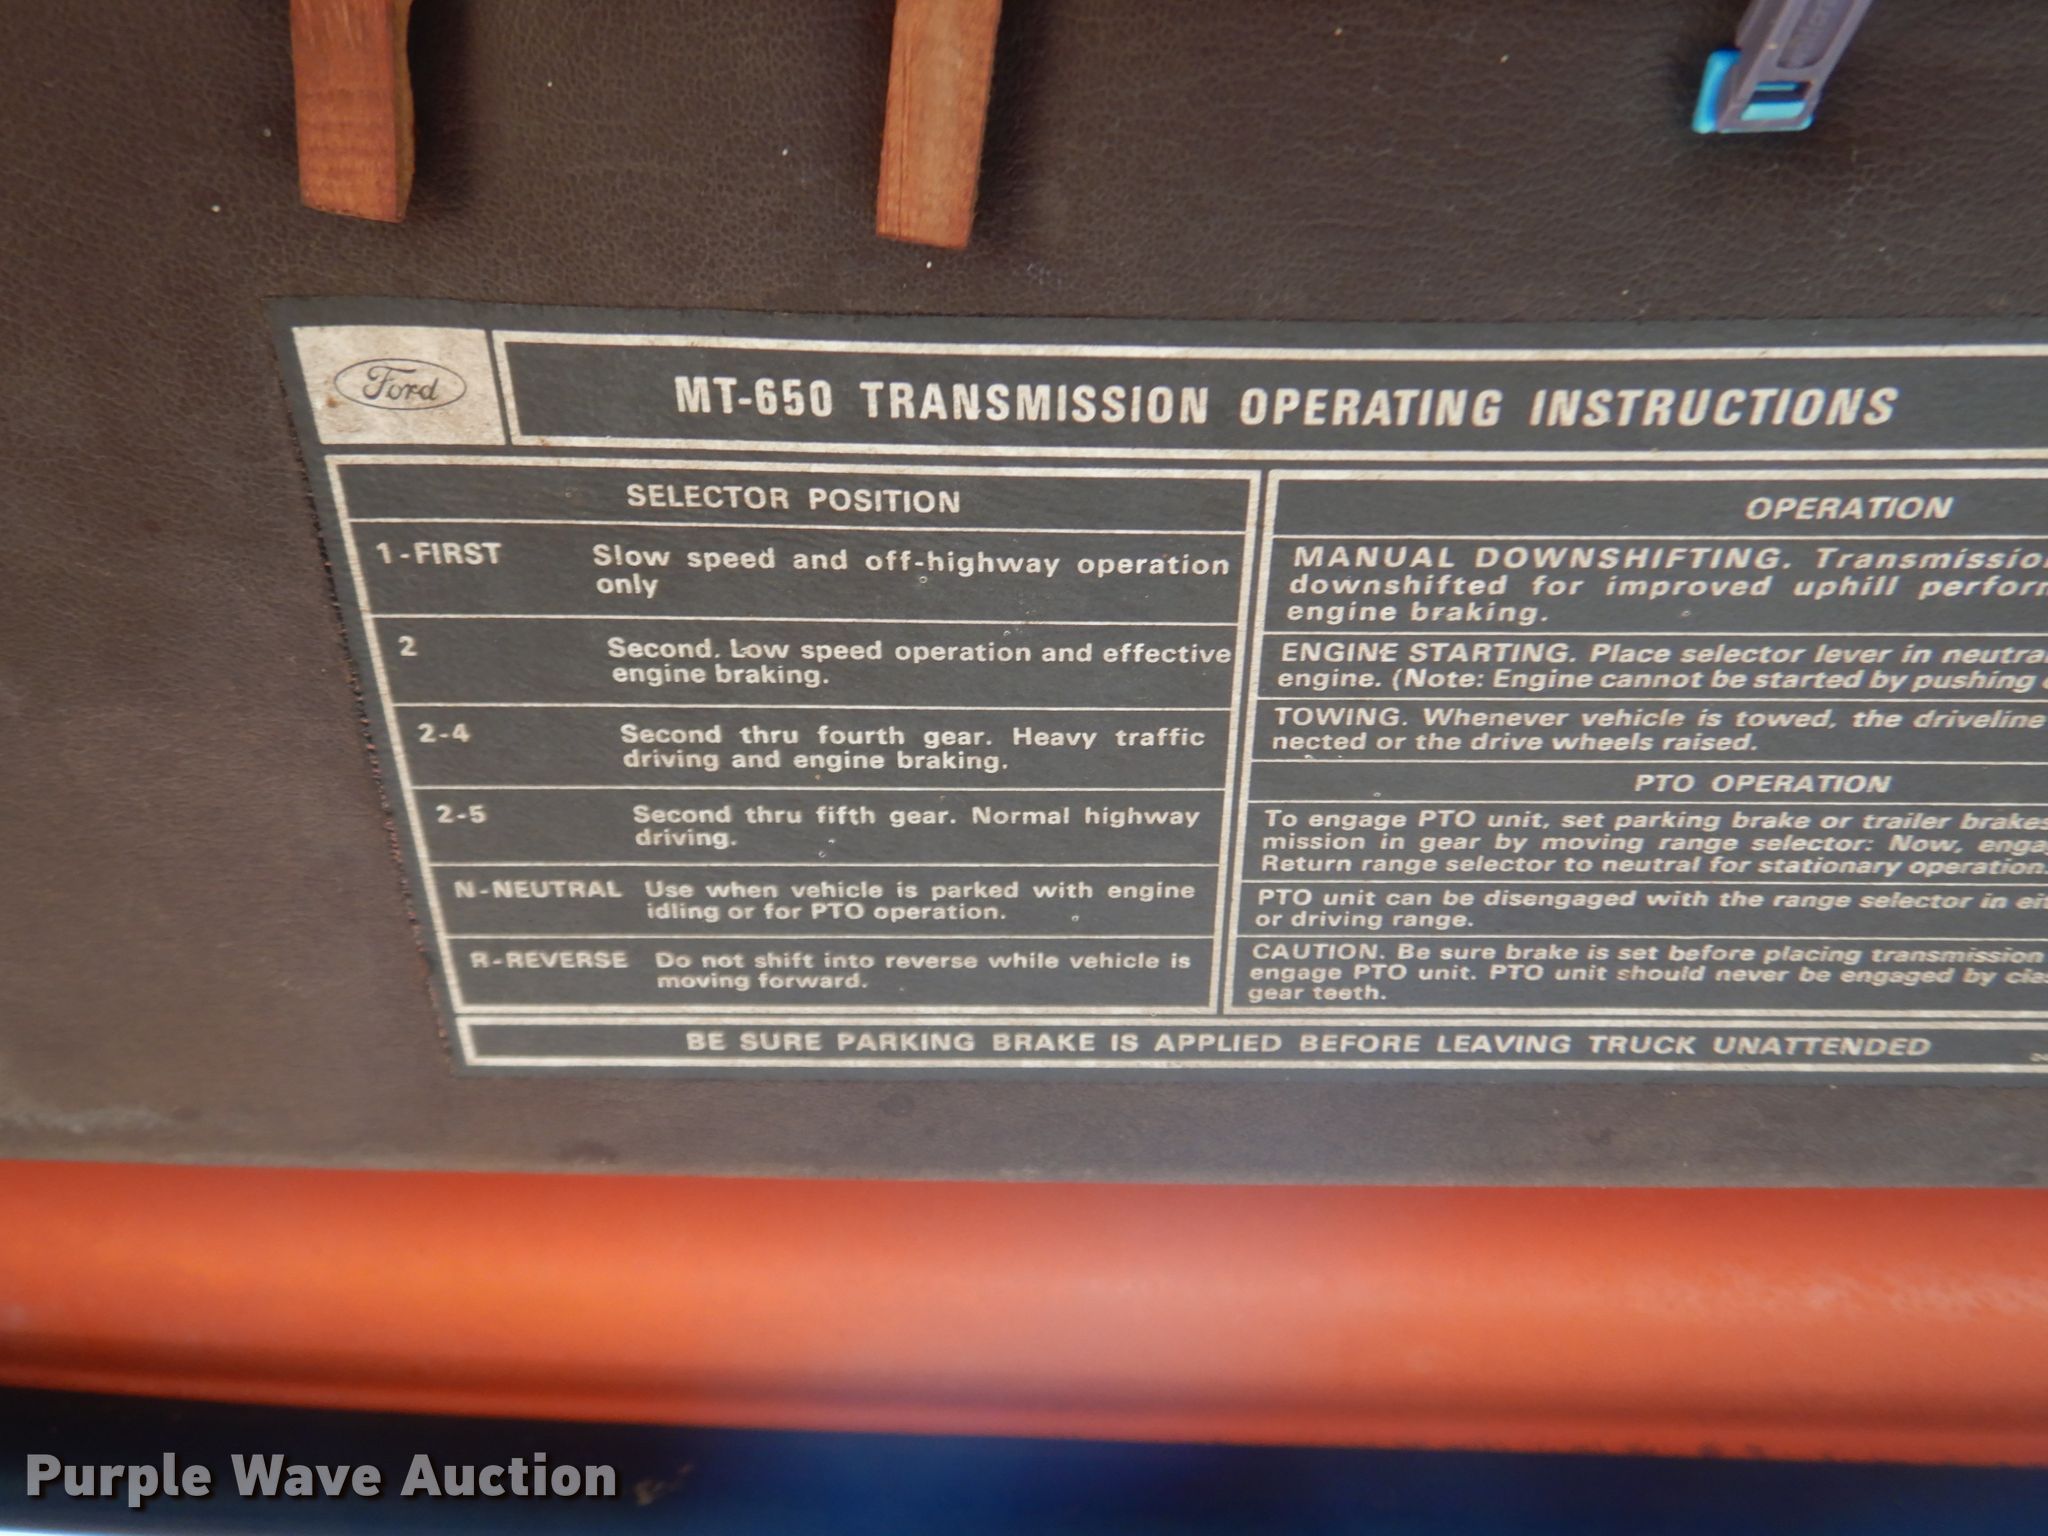 Ford
MT-650 TRANSMISSION OPERATING INSTRUCTIONS
SELECTOR POSITION
1-FIRST Slow speed and off-highway operation
only
2 Second. Low speed operation and effective
engine braking.
2-4 Second thru fourth gear. Heavy traffic
driving and engine braking.
2-5 Second thru fifth gear. Normal highway
driving.
N-NEUTRAL Use when vehicle is parked with engine
idling or for PTO operation.
R-REVERSE Do not shift into reverse while vehicle is
moving forward.
OPERATION
MANUAL DOWNSHIFTING. Transmissio
downshifted for improved uphill perform
engine braking.
ENGINE STARTING. Place selector lever in neutra
engine. (Note: Engine cannot be started by pushing
TOWING. Whenever vehicle is towed, the driveline
nected or the drive wheels raised.
PTO OPERATION
To engage PTO unit, set parking brake or trailer brakes
mission in gear by moving range selector: Now, enga
Return range selector to neutral for stationary operation.
PTO unit can be disengaged with the range selector in ei
or driving range.
CAUTION. Be sure brake is set before placing transmission
engage PTO unit. PTO unit should never be engaged by cla
gear teeth.
BE SURE PARKING BRAKE IS APPLIED BEFORE LEAVING TRUCK UNATTENDED
Purple Wave Auction